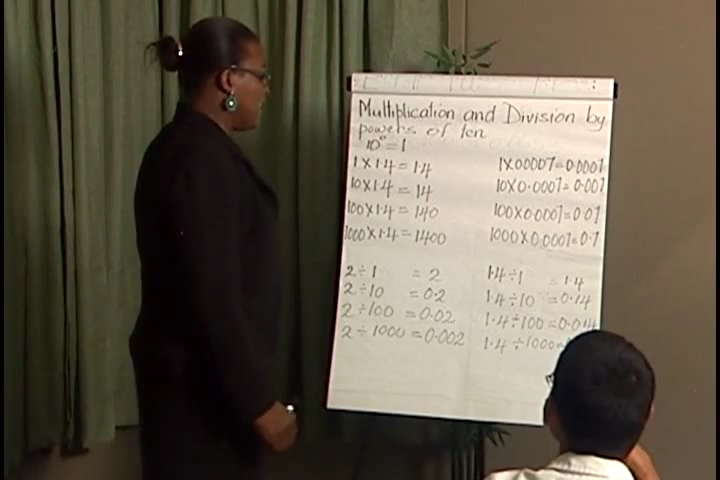 Multiplication and Division by
powers of ten
10⁰ = 1
1 × 1·4 = 1·4
10 × 1·4 = 14
100 × 1·4 = 140
1000 × 1·4 = 1400
1 × 0.0007 = 0.0007
10 × 0.0007 = 0.007
100 × 0.0007 = 0.07
1000 × 0.0007 = 0.7
2 ÷ 1 = 2
2 ÷ 10 = 0.2
2 ÷ 100 = 0.02
2 ÷ 1000 = 0.002
1.4 ÷ 1 = 1.4
1.4 ÷ 10 = 0.14
1.4 ÷ 100 = 0.014
1.4 ÷ 1000 =